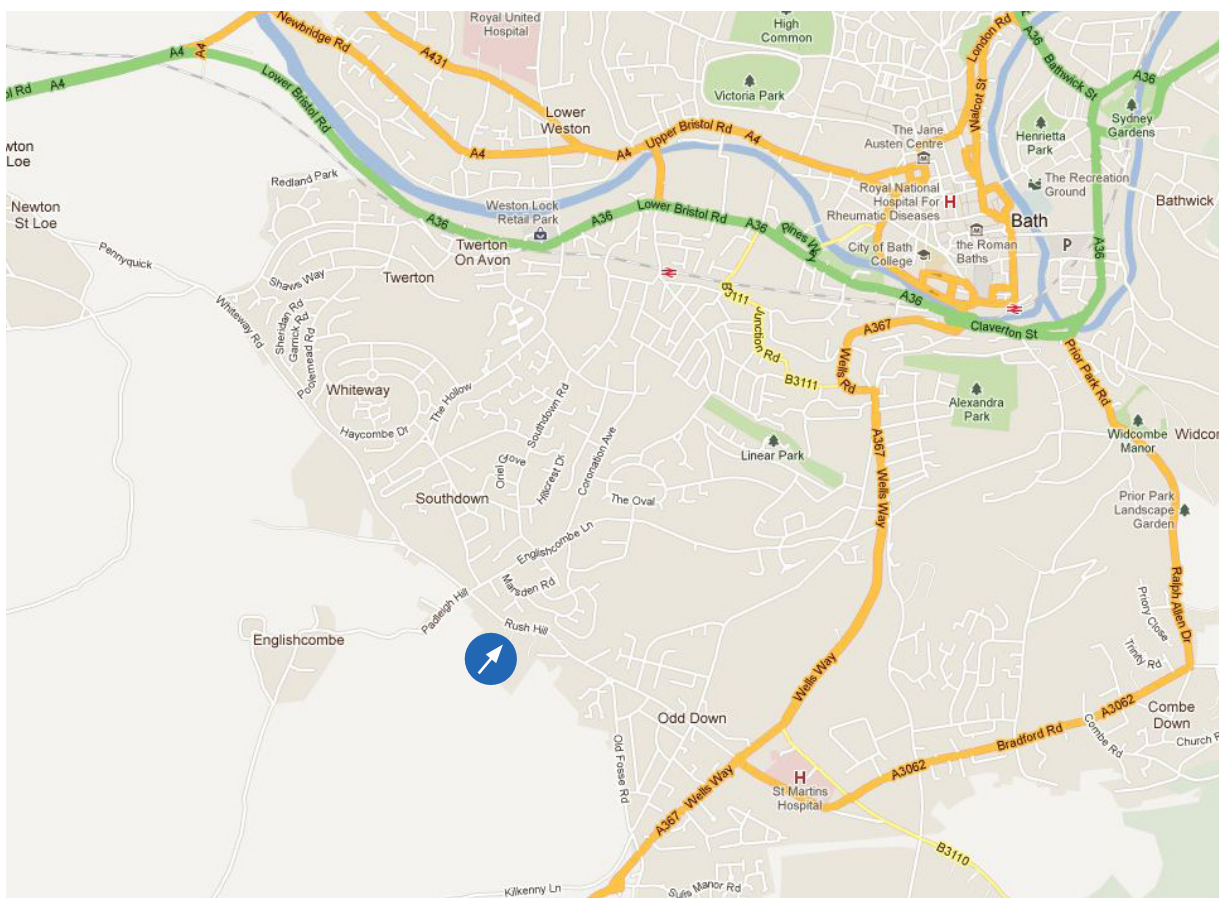 Newbridge Rd
A4
A431
Royal United
Hospital
High
Common
London Rd
A36
Bathwick St
A36
ol Rd
A4
A4
Lower Bristol Rd
Victoria Park
Walcot St
Sydney
Gardens
Lower
Weston
Upper Bristol Rd
A4
A4
A4
The Jane
Austen Centre
Henrietta
Park
wton
Loe
Redland Park
Newton
St Loe
Weston Lock
Retail Park
A36
A36
Lower Bristol Rd
A36
Pines Way
Royal National
Hospital For
Rheumatic Diseases
H
The Recreation
Ground
Bathwick
Bath
P
A36
City of Bath
College
the Roman
Baths
Pennyquick
Twerton
On Avon
Twerton
Shaws Way
Whiteway Rd
Sheridan Rd
Garrick Rd
Poolemead Rd
B3111
Junction Rd
B3111
A36
A367
Wells Rd
Claverton St
Prior Park Rd
Whiteway
The Hollow
Haycombe Dr
Southdown Rd
Oriel Grove
Hillcrest Dr
Coronation Ave
Alexandra
Park
Linear Park
A367
Wells Way
Widcombe
Manor
Widcom
Southdown
The Oval
Prior Park
Landscape
Garden
Englishcombe Ln
Marsden Rd
Padleigh Hill
Rush Hill
Englishcombe
Ralph Allen Dr
Priory Close
Trinity Rd
Wells Way
Odd Down
Old Fosse Rd
A3062
Combe
Down
Combe Rd
Church R
Bradford Rd
A3062
H
St Martins
Hospital
Wells Way
A367
B3110
Kilkenny Ln
Sulis Manor Rd